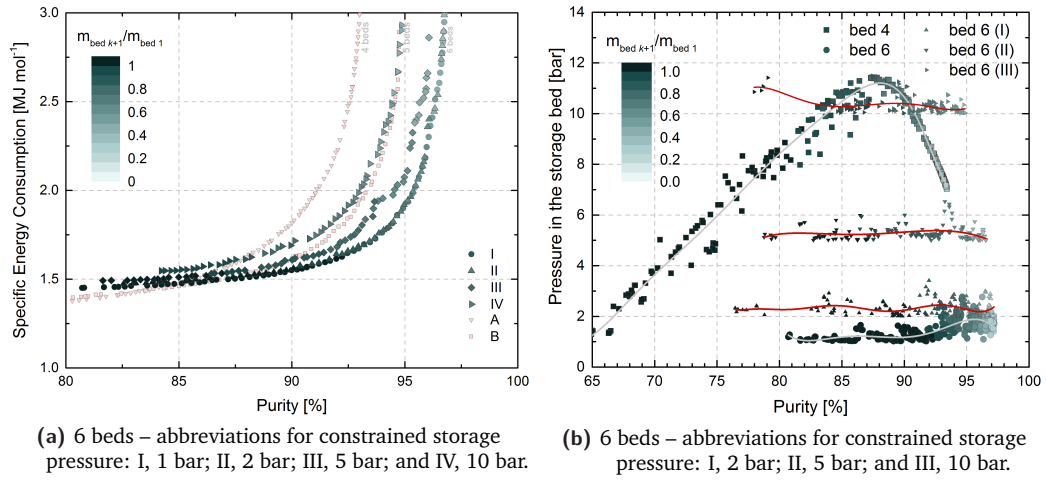 Specific Energy Consumption [MJ mol⁻¹]
3.0
2.5
2.0
1.5
1.0
m bed k+1/m bed 1
1
0.8
0.6
0.4
0.2
0
4 beds
5 beds
6 beds
I
II
III
IV
A
B
80 85 90 95 100
Purity [%]
(a) 6 beds – abbreviations for constrained storage
pressure: I, 1 bar; II, 2 bar; III, 5 bar; and IV, 10 bar.
Pressure in the storage bed [bar]
14
12
10
8
6
4
2
0
m bed k+1/m bed 1
1.0
0.8
0.6
0.4
0.2
0.0
bed 4 bed 6 (I)
bed 6 bed 6 (II)
bed 6 (III)
65 70 75 80 85 90 95 100
Purity [%]
(b) 6 beds – abbreviations for constrained storage
pressure: I, 2 bar; II, 5 bar; and III, 10 bar.